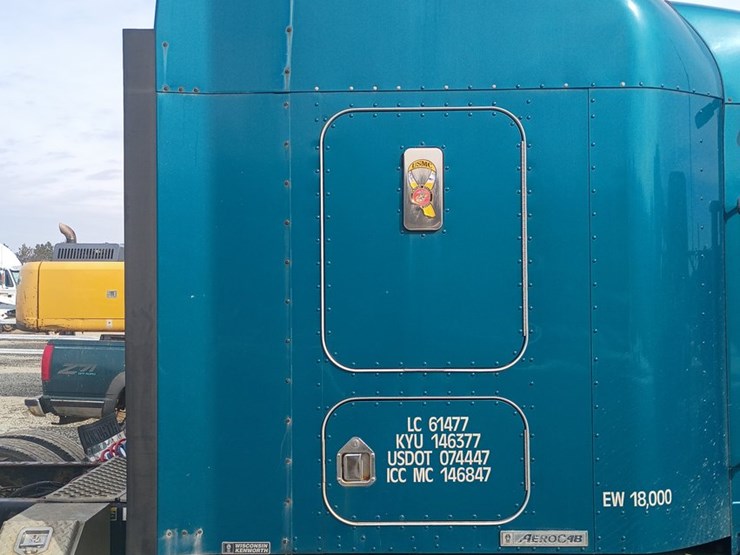 USMC
Z71
LC 61477
KYU 146377
USDOT 074447
ICC MC 146847
EW 18,000
AEROCAB
WISCONSIN
KENWORTH